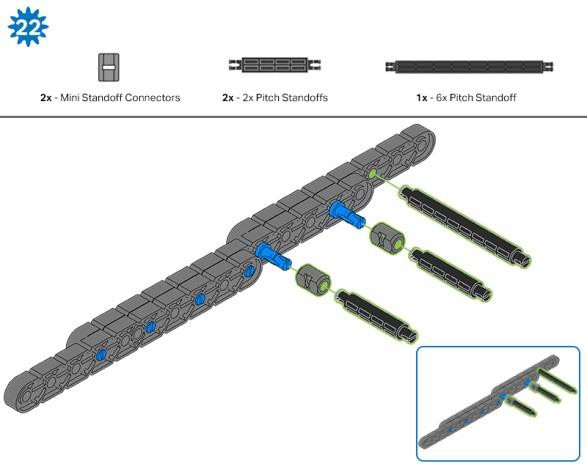 22
2x - Mini Standoff Connectors
2x - 2x Pitch Standoffs
1x - 6x Pitch Standoff